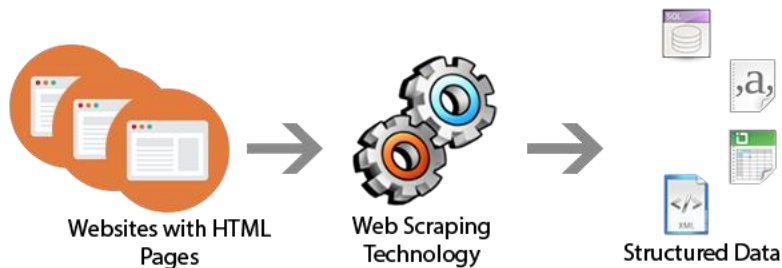 SQL
,a,
</>
XML
Websites with HTML
Pages
Web Scraping
Technology
Structured Data